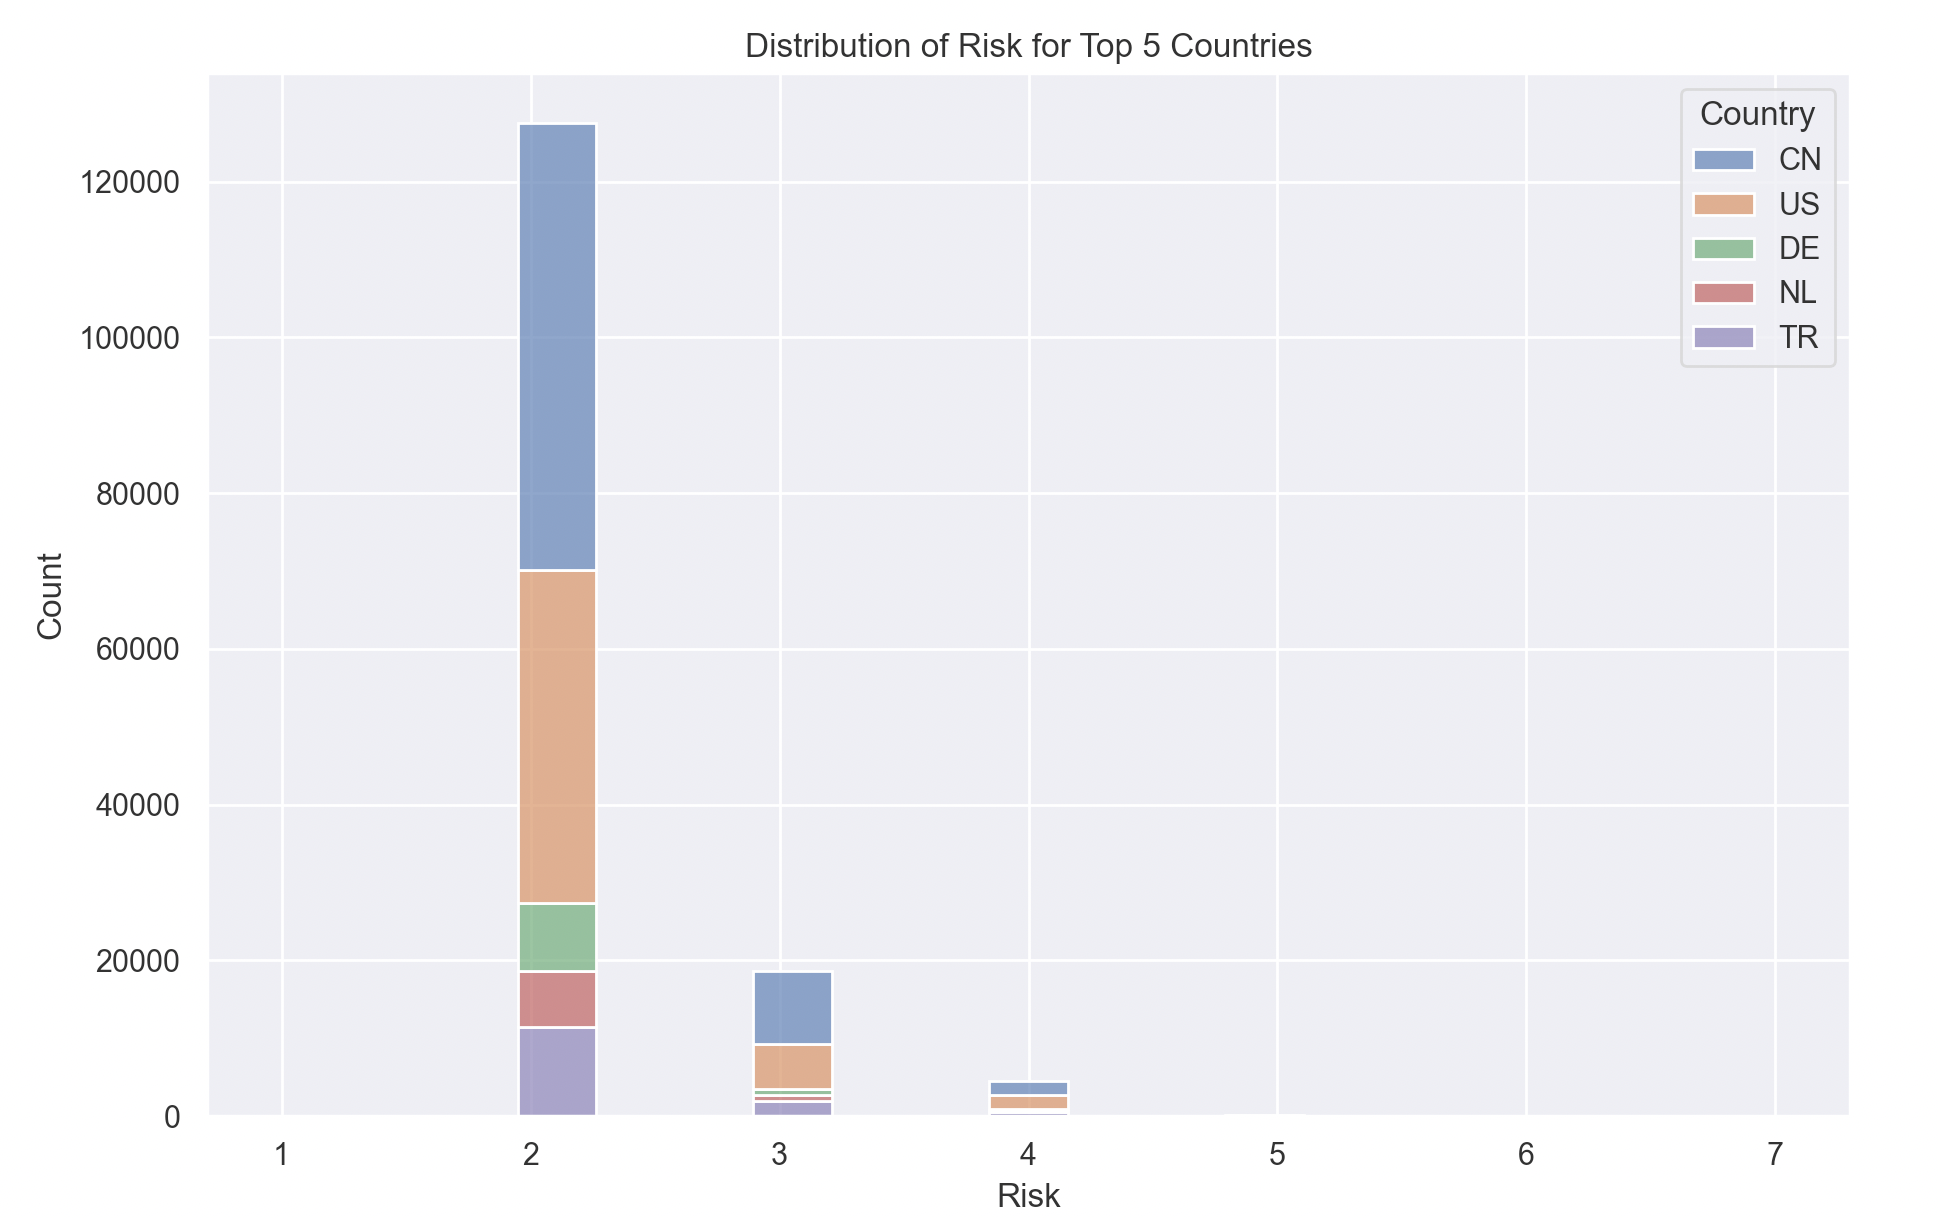 Distribution of Risk for Top 5 Countries
Country
CN
US
DE
NL
TR
120000
100000
80000
60000
40000
20000
0
Count
1 2 3 4 5 6 7
Risk